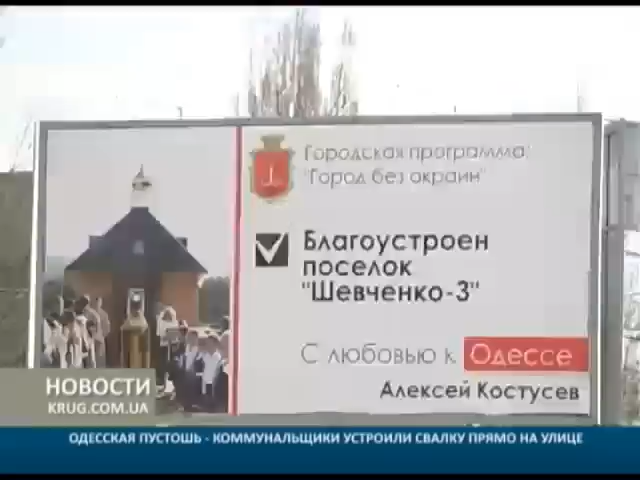 Городская программа
"Город без окраин"
Благоустроен
поселок
"Шевченко-3"
С любовью к Одессе
Алексей Костусев
НОВОСТИ
KRUG.COM.UA
ОДЕССКАЯ ПУСТОШЬ - КОММУНАЛЬЩИКИ УСТРОИЛИ СВАЛКУ ПРЯМО НА УЛИЦЕ